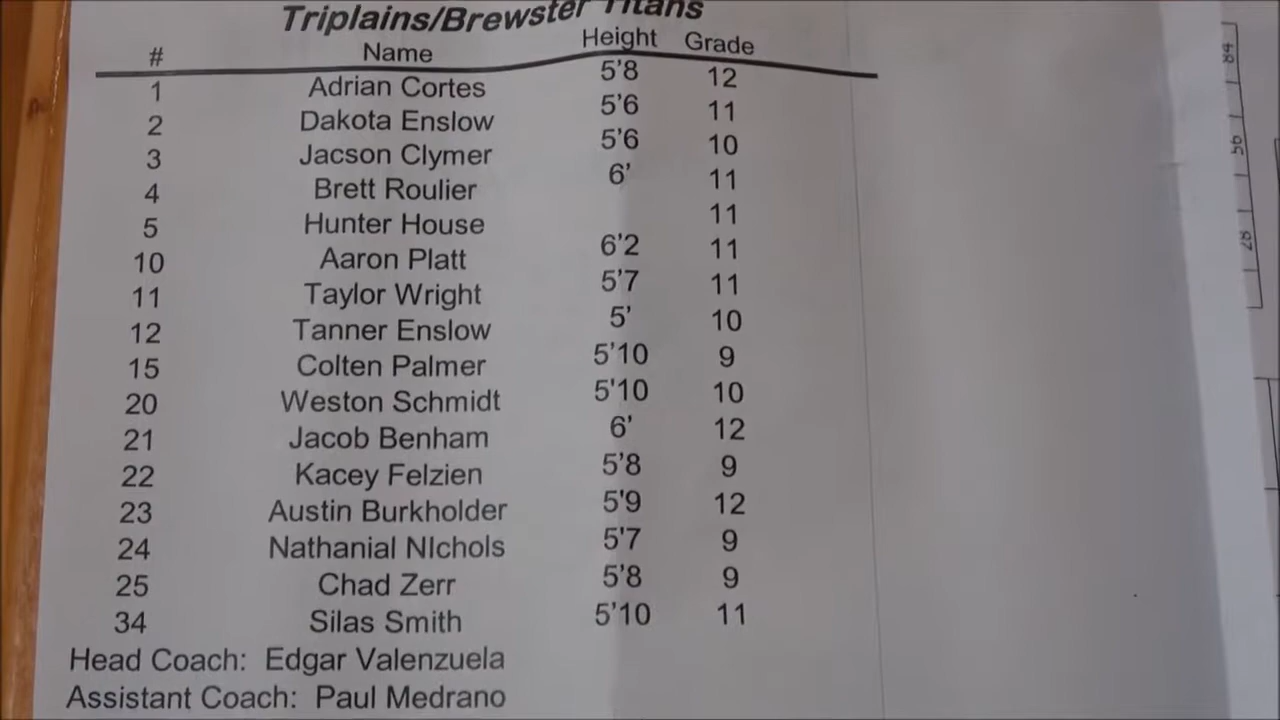 Triplains/Brewster Titans
# Name Height Grade
1 Adrian Cortes 5'8 12
2 Dakota Enslow 5'6 11
3 Jacson Clymer 5'6 10
4 Brett Roulier 6' 11
5 Hunter House 11
10 Aaron Platt 6'2 11
11 Taylor Wright 5'7 11
12 Tanner Enslow 5' 10
15 Colten Palmer 5'10 9
20 Weston Schmidt 5'10 10
21 Jacob Benham 6' 12
22 Kacey Felzien 5'8 9
23 Austin Burkholder 5'9 12
24 Nathanial NIchols 5'7 9
25 Chad Zerr 5'8 9
34 Silas Smith 5'10 11
Head Coach: Edgar Valenzuela
Assistant Coach: Paul Medrano
84
56
28